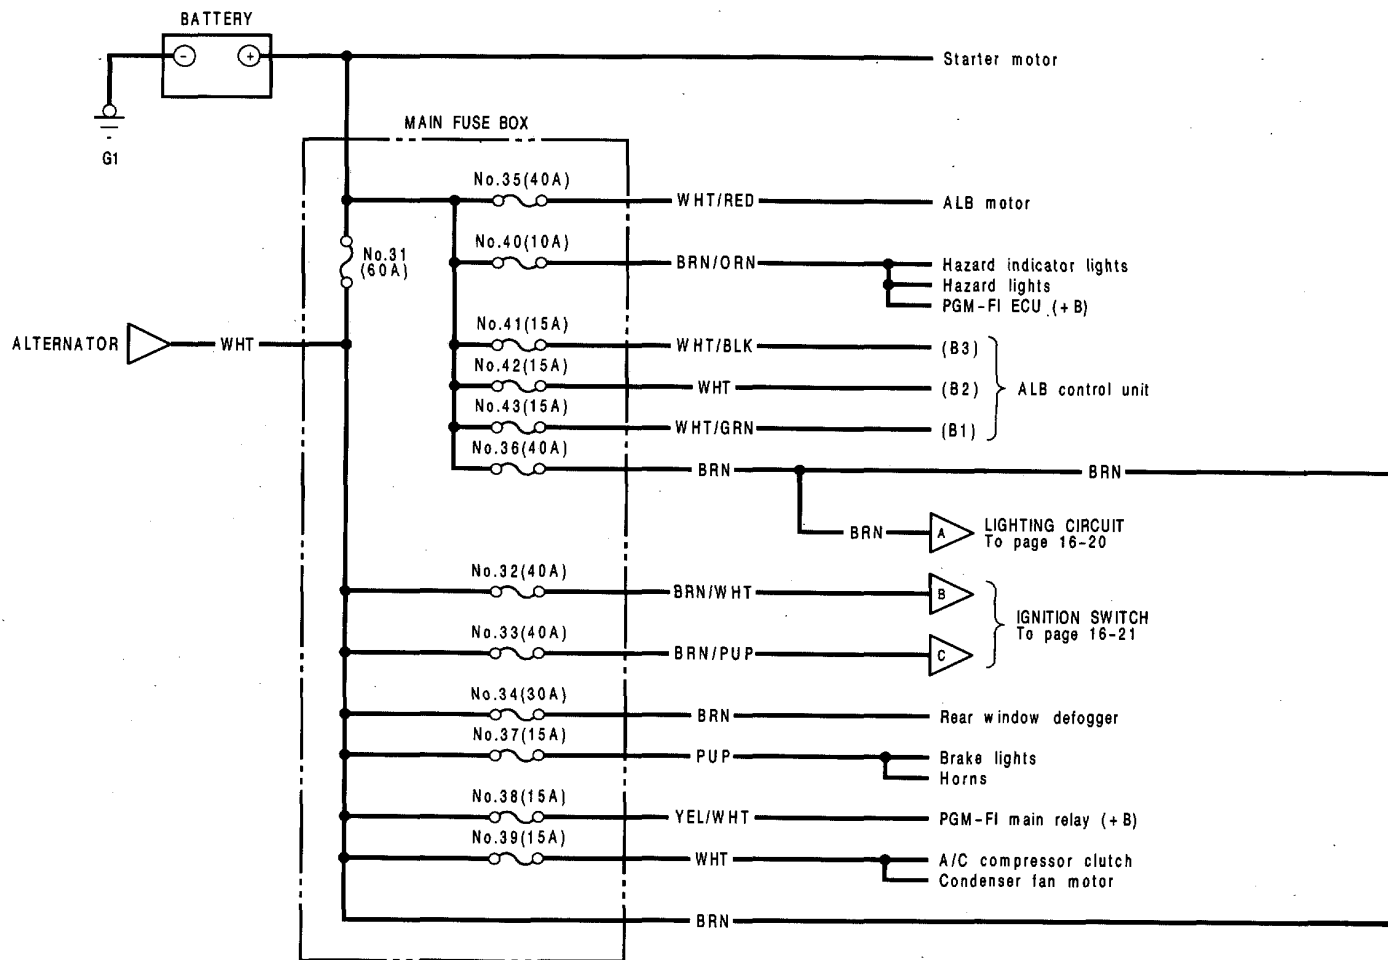 BATTERY
-
+
Starter motor
G1
MAIN FUSE BOX
No.35(40A)
WHT/RED
ALB motor
No.31
(60A)
No.40(10A)
BRN/ORN
Hazard indicator lights
Hazard lights
PGM-FI ECU (+B)
ALTERNATOR
WHT
No.41(15A)
WHT/BLK
(B3)
No.42(15A)
WHT
(B2)
ALB control unit
No.43(15A)
WHT/GRN
(B1)
No.36(40A)
BRN
BRN
BRN
A
LIGHTING CIRCUIT
To page 16-20
No.32(40A)
BRN/WHT
B
IGNITION SWITCH
To page 16-21
No.33(40A)
BRN/PUP
C
No.34(30A)
BRN
Rear window defogger
No.37(15A)
PUP
Brake lights
Horns
No.38(15A)
YEL/WHT
PGM-FI main relay (+B)
No.39(15A)
WHT
A/C compressor clutch
Condenser fan motor
BRN